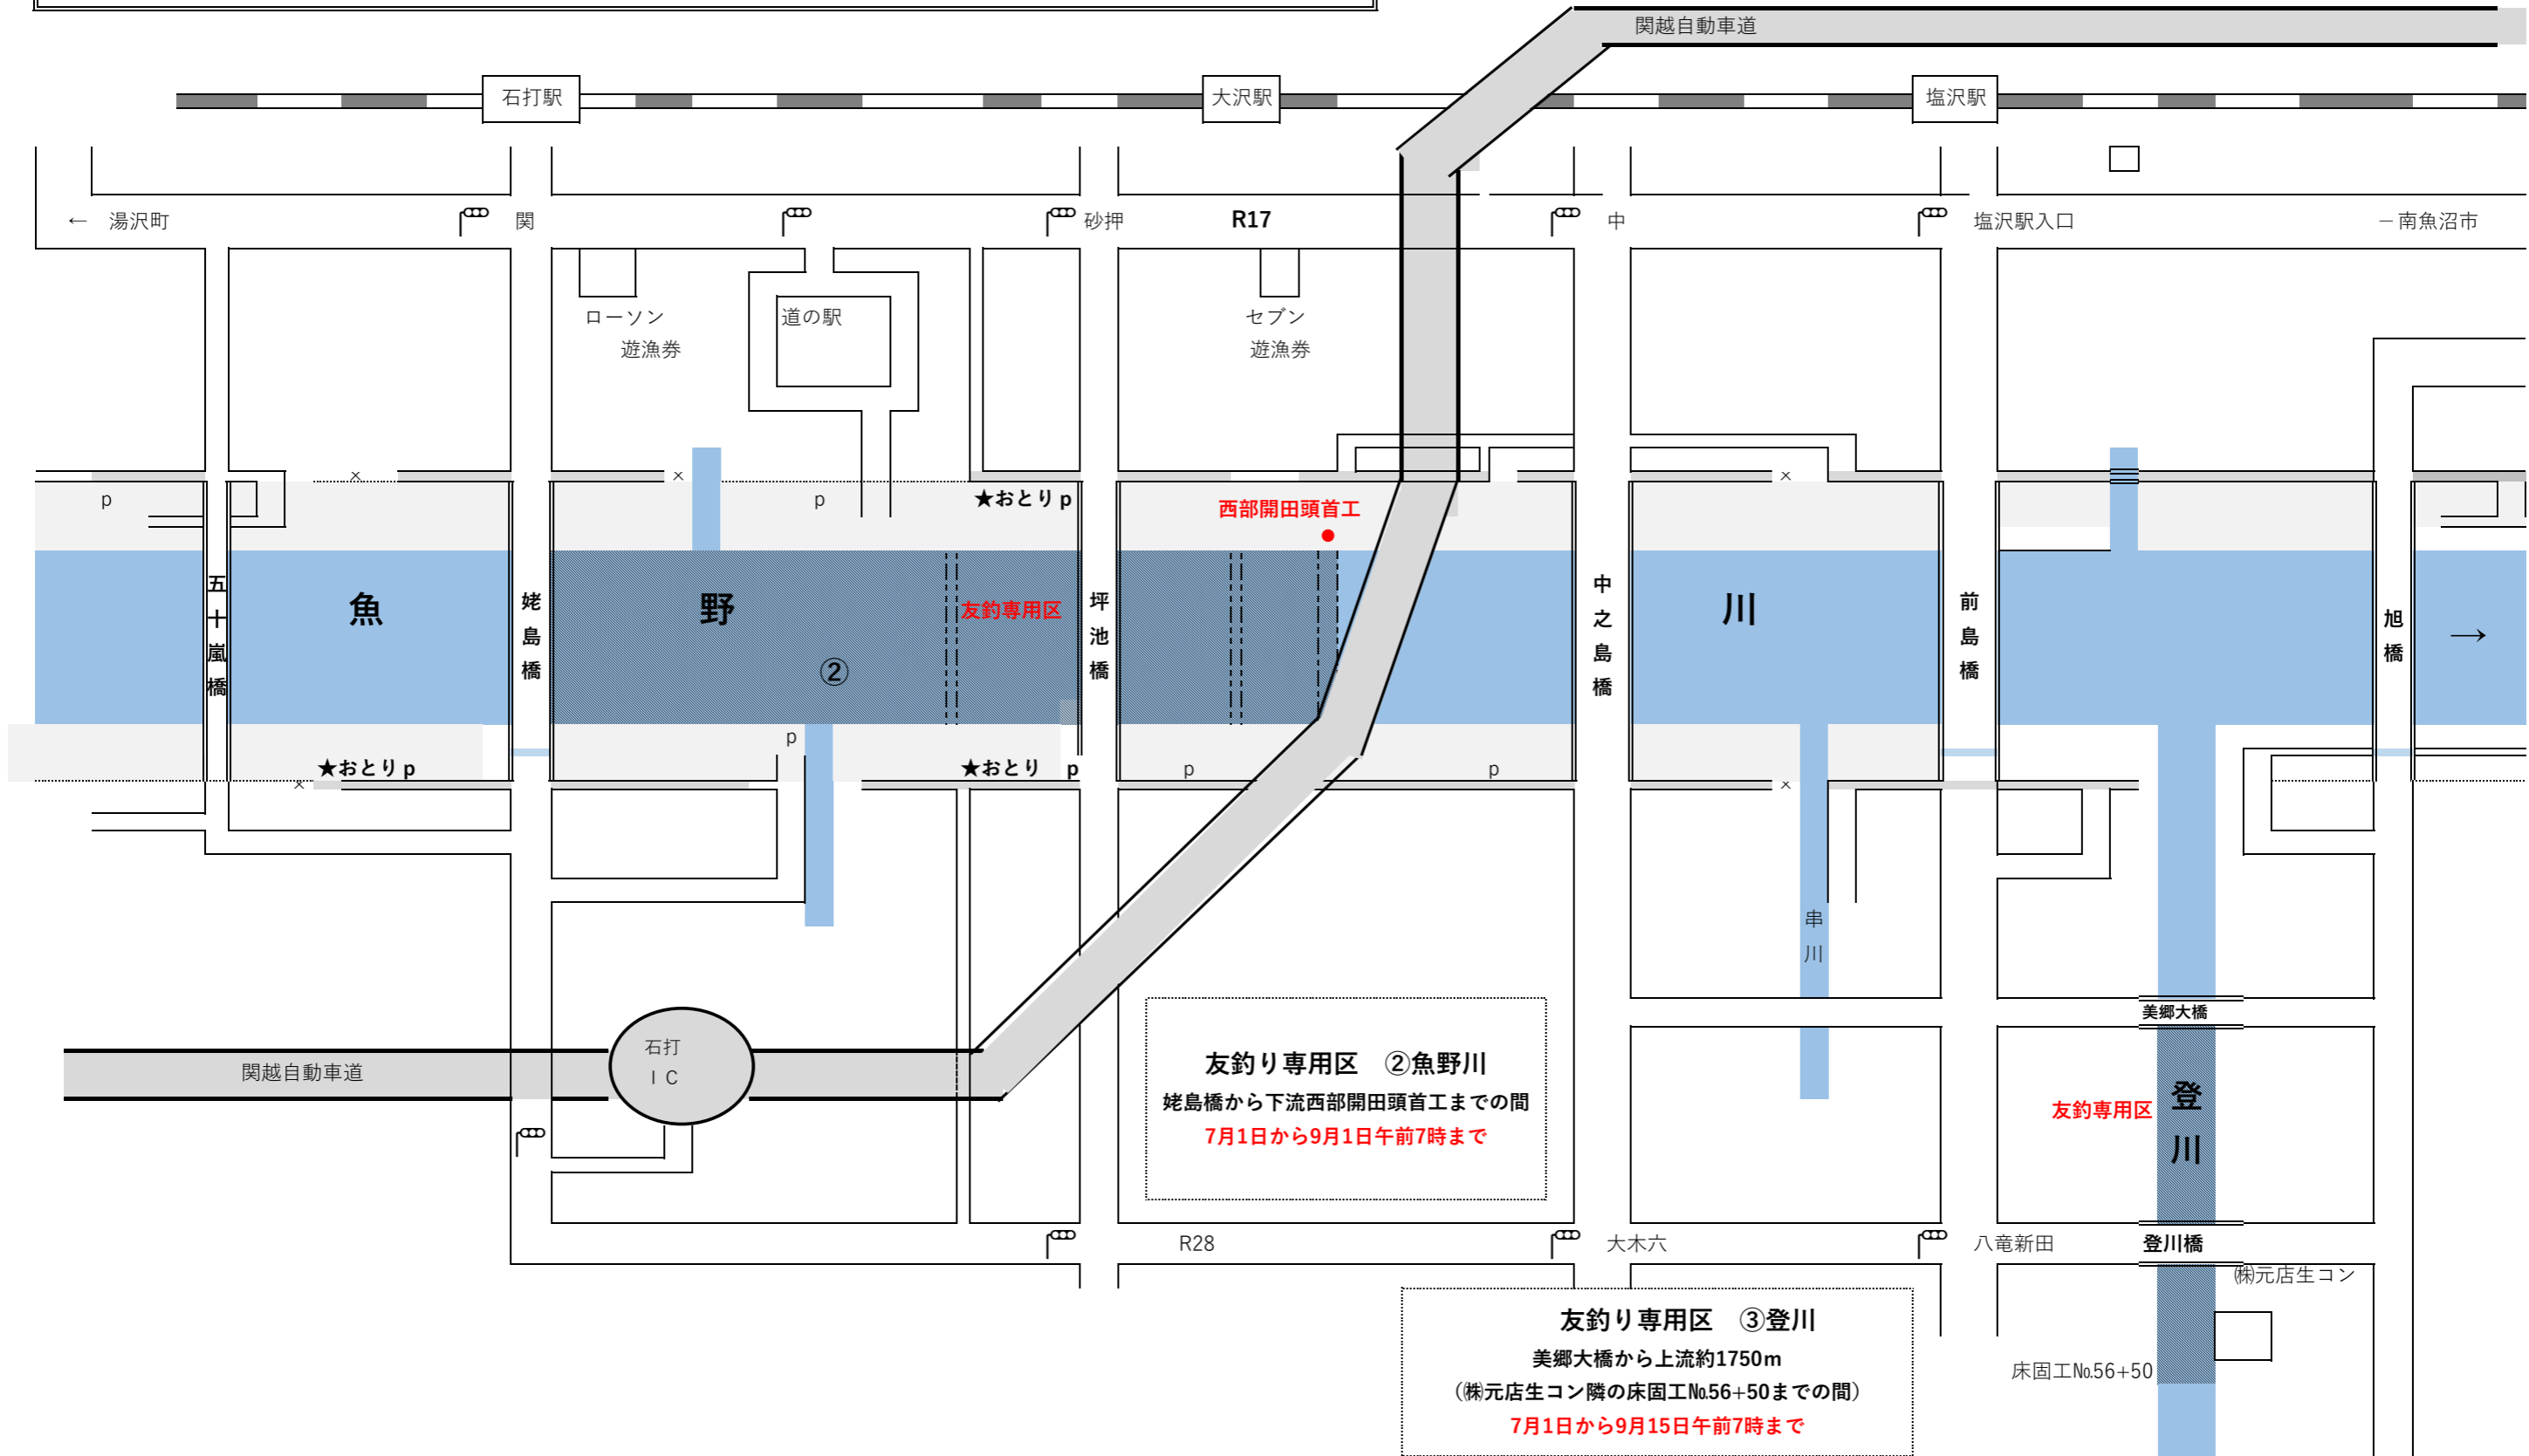 関越自動車道
石打駅
大沢駅
塩沢駅
← 湯沢町
関
砂押
R17
中
塩沢駅入口
－南魚沼市
ローソン
遊漁券
道の駅
セブン
遊漁券
×
×
×
p
p
★おとりp
西部開田頭首工
五十嵐橋
魚
姥島橋
野
友釣専用区
②
坪池橋
中之島橋
川
前島橋
旭橋
→
p
★おとりp
★おとり p
p
p
×
×
串川
美郷大橋
石打
ＩＣ
関越自動車道
友釣り専用区 ②魚野川
姥島橋から下流西部開田頭首工までの間
7月1日から9月1日午前7時まで
友釣専用区
登川
R28
大木六
八竜新田
登川橋
㈱元店生コン
友釣り専用区 ③登川
美郷大橋から上流約1750m
（㈱元店生コン隣の床固工№56+50までの間）
7月1日から9月15日午前7時まで
床固工№56+50